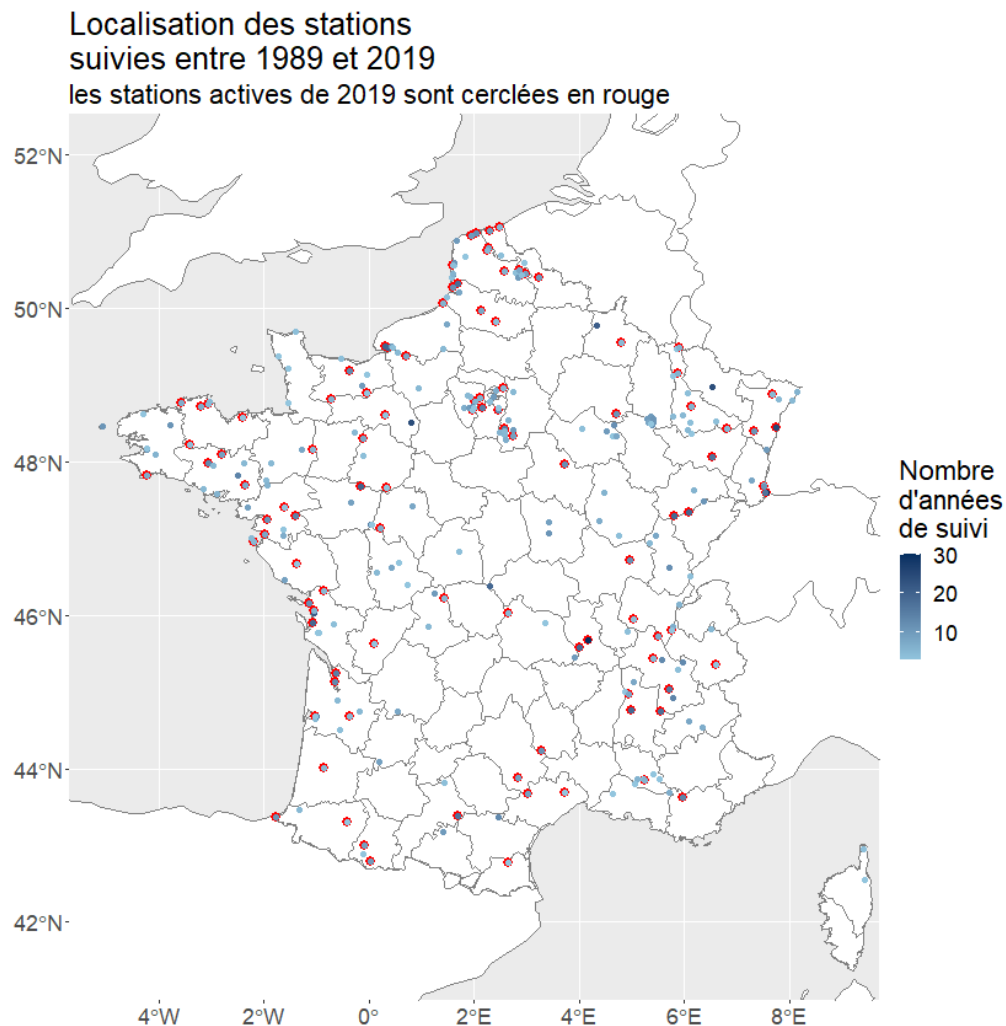 Localisation des stations
suivies entre 1989 et 2019
les stations actives de 2019 sont cerclées en rouge
52°N
50°N
48°N
46°N
44°N
42°N
4°W
2°W
0°
2°E
4°E
6°E
8°E
Nombre
d'années
de suivi
30
20
10